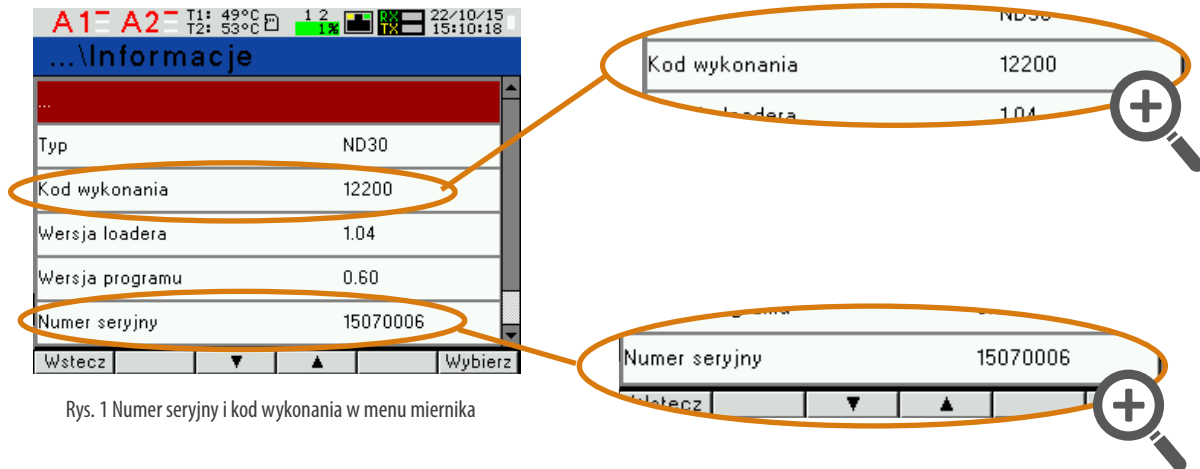 A1 A2 T1: 49°C 1 2 RX 22/10/15
T2: 53°C 1% TX 15:10:18
...\Informacje
...
Typ ND30
Kod wykonania 12200
Wersja loadera 1.04
Wersja programu 0.60
Numer seryjny 15070006
Wstecz ▼ ▲ Wybierz
Rys. 1 Numer seryjny i kod wykonania w menu miernika
ND30
Kod wykonania 12200
loadera 1.04
Numer seryjny 15070006
Wstecz ▼ ▲